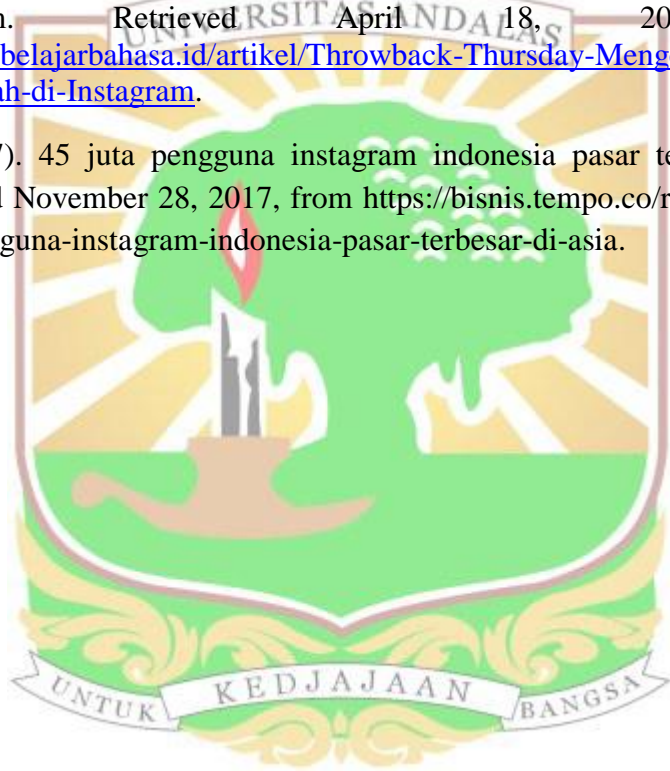 n. Retrieved April 18, 20
belajarbahasa.id/artikel/Throwback-Thursday-Meng
ah-di-Instagram.
7). 45 juta pengguna instagram indonesia pasar te
d November 28, 2017, from https://bisnis.tempo.co/r
guna-instagram-indonesia-pasar-terbesar-di-asia.
UNIVERSITAS ANDALAS
UNTUK KEDJAJAAN BANGSA